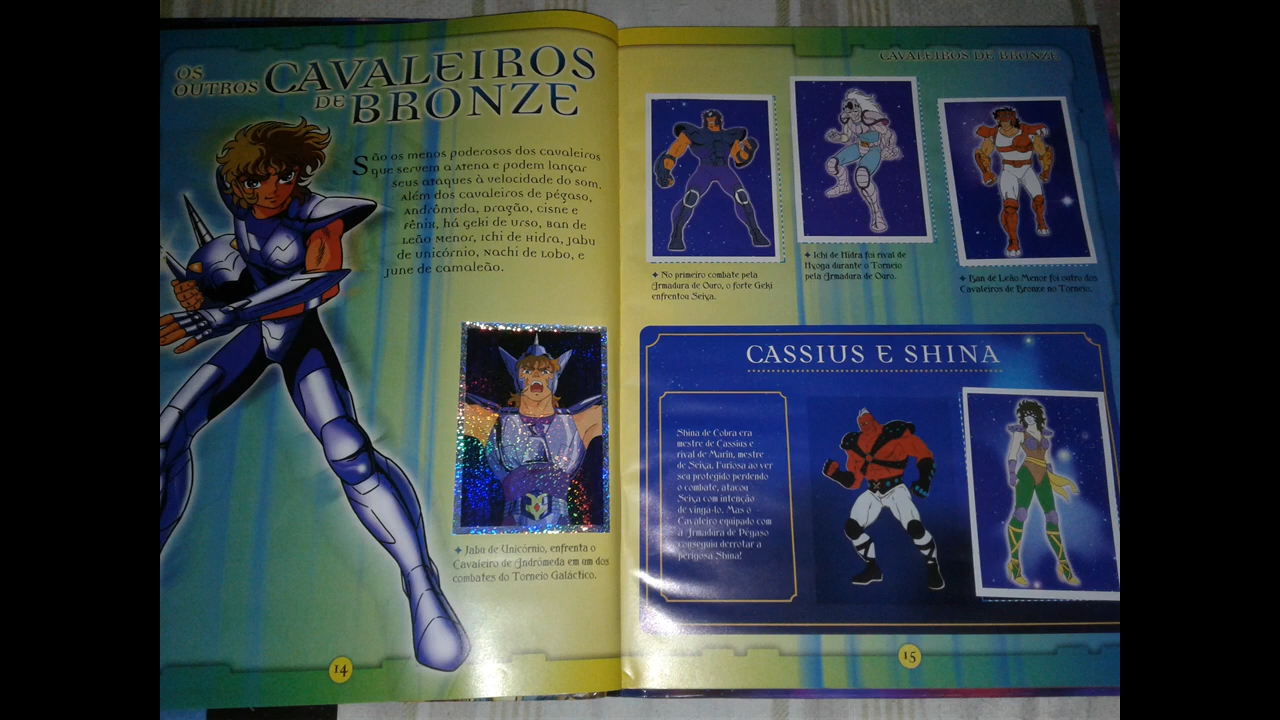 OS
OUTROS CAVALEIROS
DE BRONZE
São os menos poderosos dos cavaleiros
que servem a Atena e podem lançar
seus ataques à velocidade do som.
Além dos cavaleiros de pégaso,
Andrômeda, Dragão, cisne e
fênix, há Geki de urso, Ban de
Leão Menor, Ichi de Hidra, Jabu
de unicórnio, Nachi de Lobo, e
June de camaleão.
Jabu de Unicórnio, enfrenta o
Cavaleiro de Andrômeda em um dos
combates do Torneio Galáctico.
14
CAVALEIROS DE BRONZE
No primeiro combate pela
Armadura de Ouro, o forte Geki
enfrentou Seiya.
Ichi de Hidra foi rival de
Hyoga durante o Torneio
pela Armadura de Ouro.
Ban de Leão Menor foi outro dos
Cavaleiros de Bronze no Torneio.
CASSIUS E SHINA
Shina de Cobra era
mestre de Cassius e
rival de Marin, mestre
de Seiya. Furiosa ao ver
seu protegido perdendo
o combate, atacou
Seiya com intenção
de vingá-lo. Mas o
Cavaleiro equipado com
a Armadura de Pégaso
conseguiu derrotar a
perigosa Shina!
15